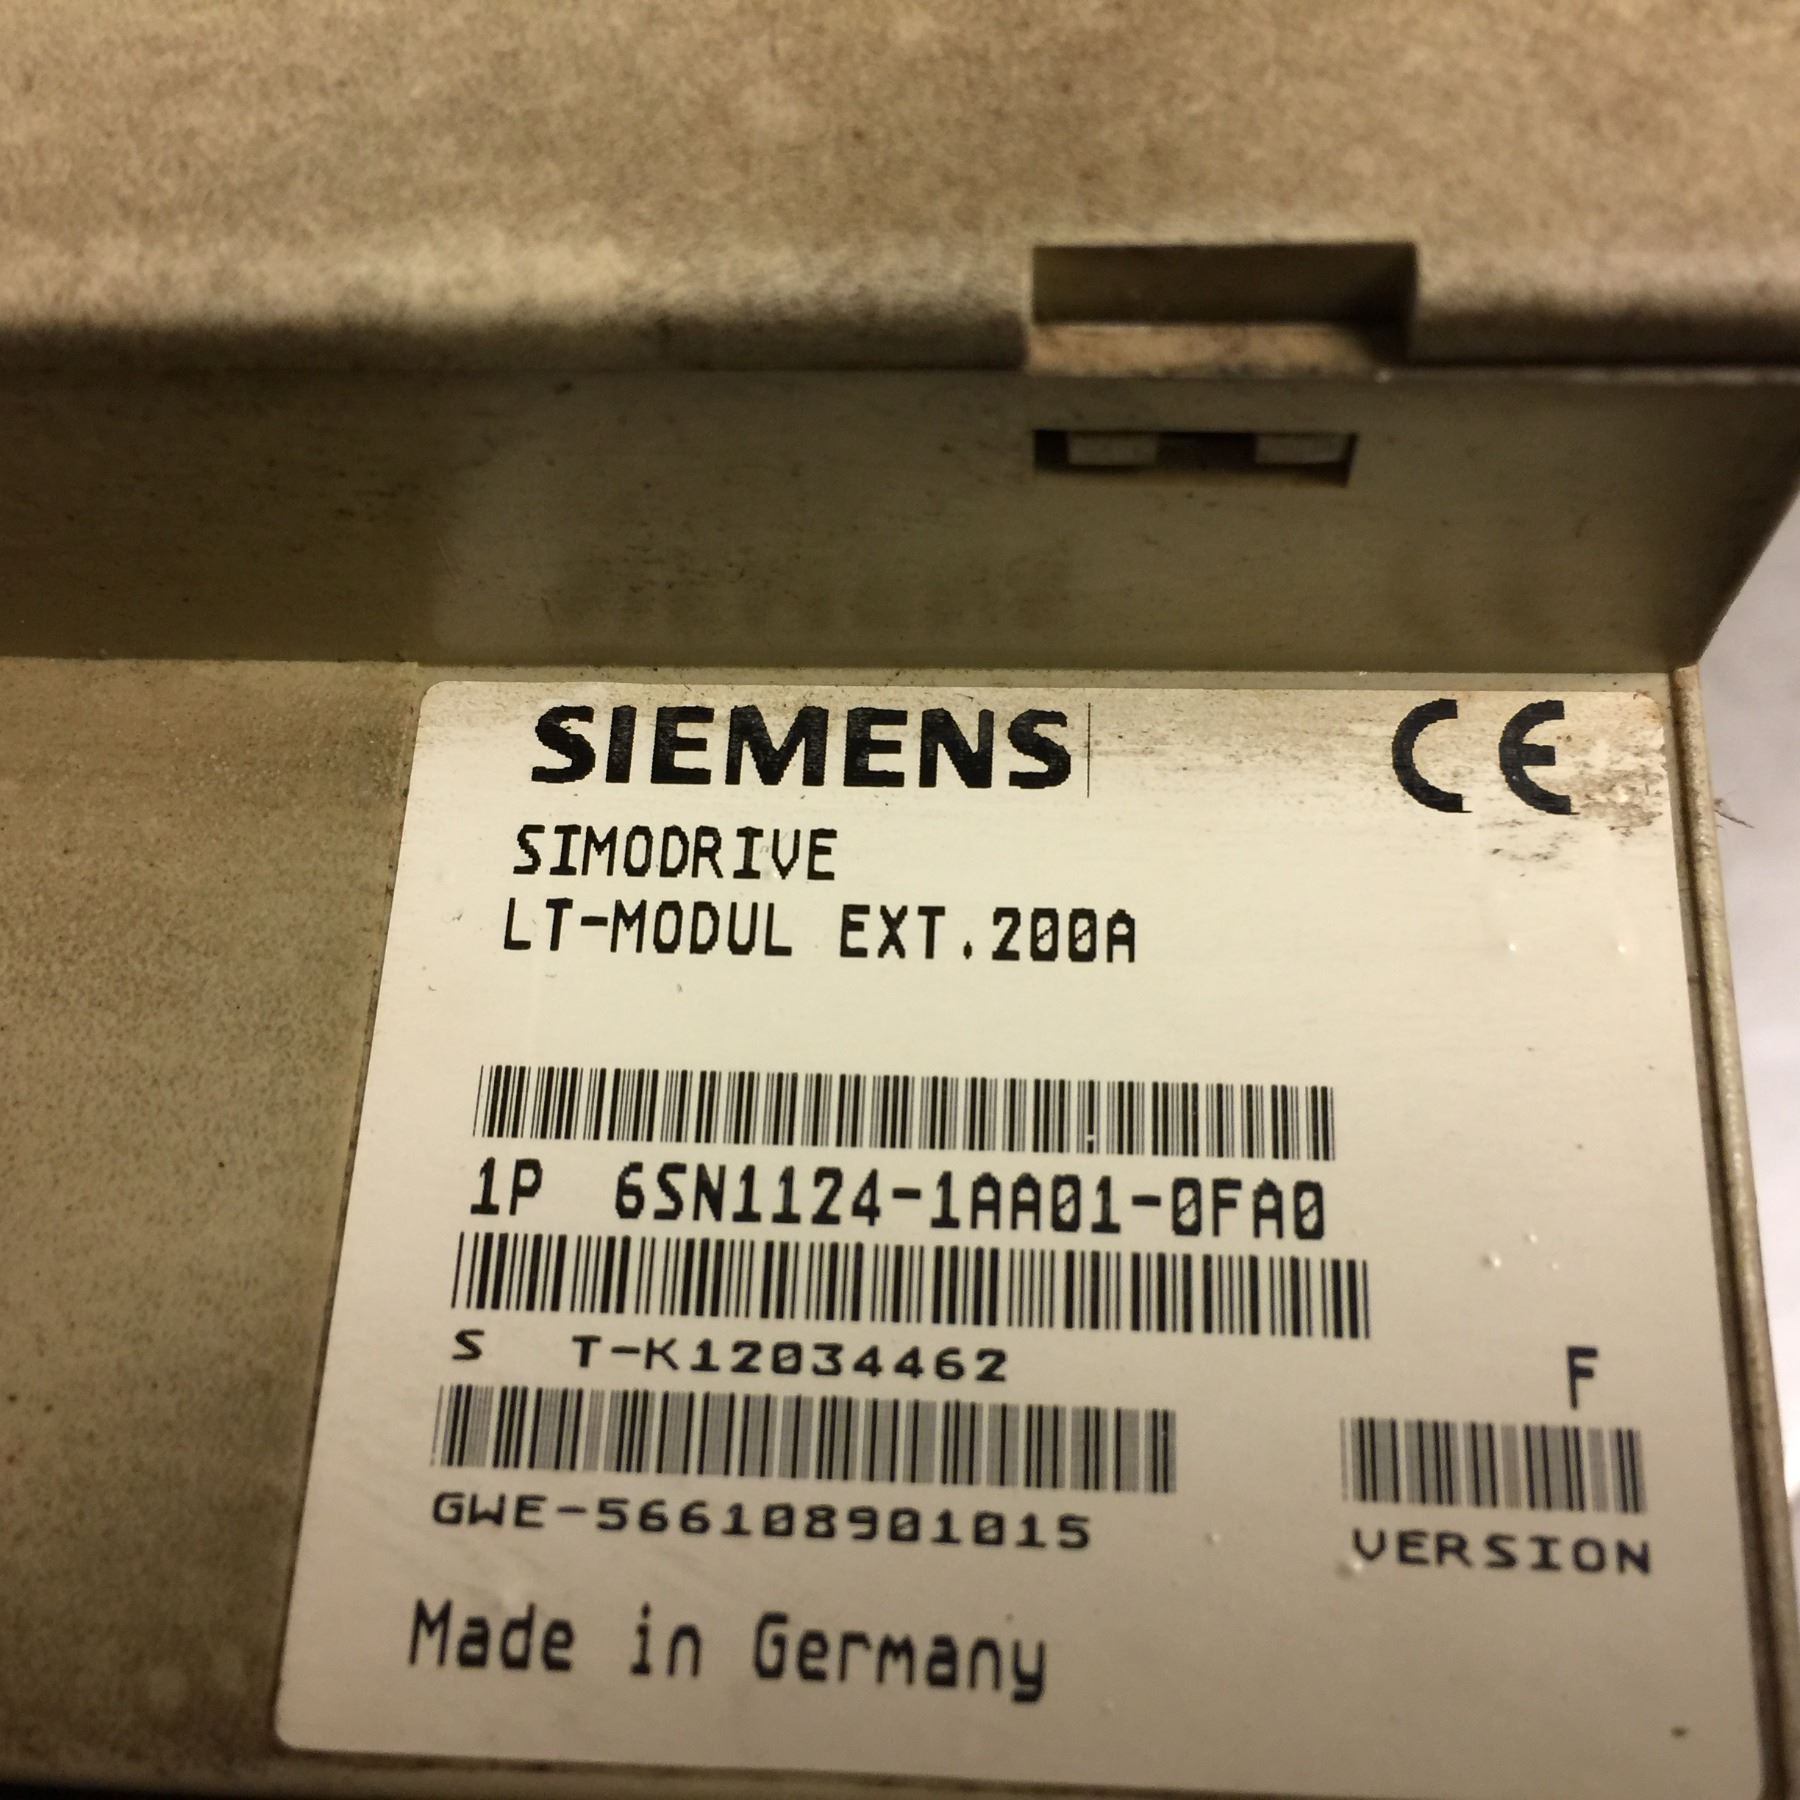 SIEMENS CE
SIMODRIVE
LT-MODUL EXT.200A
1P 6SN1124-1AA01-0FA0
S T-K12034462 F
GWE-566108901015 VERSION
Made in Germany